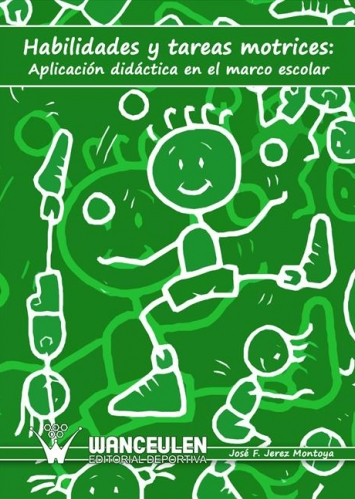 Habilidades y tareas motrices:
Aplicación didáctica en el marco escolar
José F. Jerez Montoya
WANCEULEN
EDITORIAL DEPORTIVA